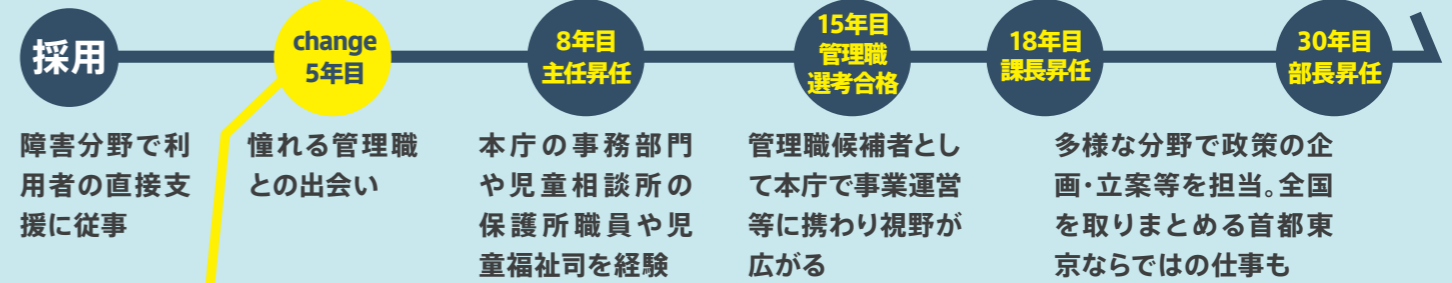 採用
障害分野で利
用者の直接支
援に従事
change
5年目
憧れる管理職
との出会い
8年目
主任昇任
本庁の事務部門
や児童相談所の
保護所職員や児
童福祉司を経験
15年目
管理職
選考合格
管理職候補者とし
て本庁で事業運営
等に携わり視野が
広がる
18年目
課長昇任
30年目
部長昇任
多様な分野で政策の企
画・立案等を担当。全国
を取りまとめる首都東
京ならではの仕事も